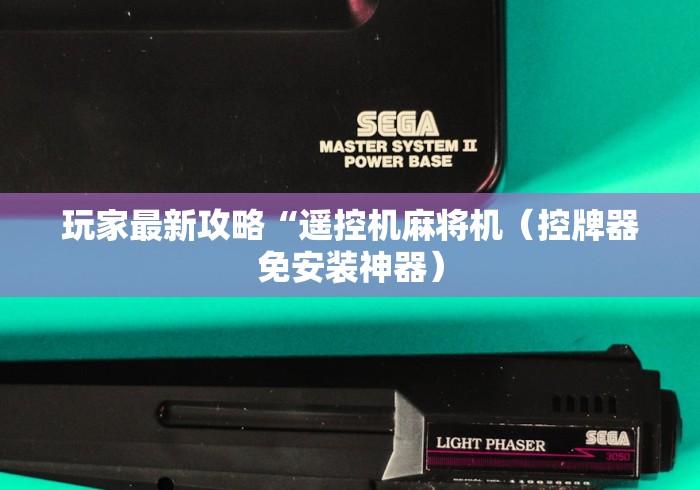 SEGA
MASTER SYSTEM II
POWER BASE
玩家最新攻略“遥控机麻将机（控牌器
免安装神器）
LIGHT PHASER
SEGA
3050